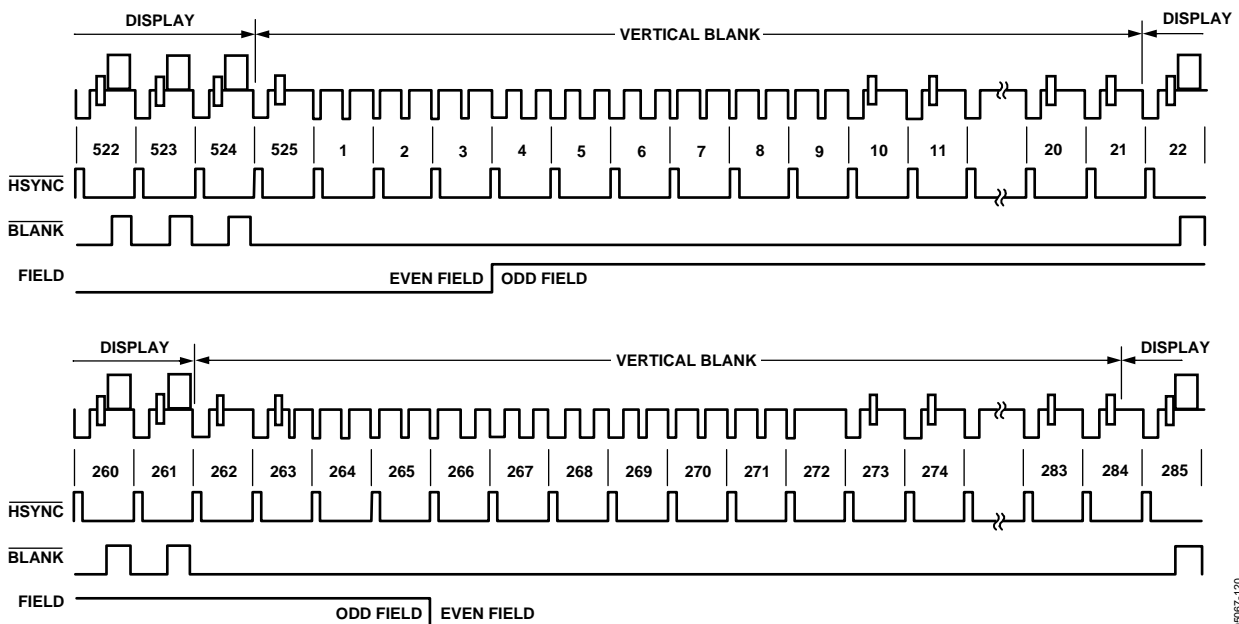 DISPLAY VERTICAL BLANK DISPLAY
522 523 524 525 1 2 3 4 5 6 7 8 9 10 11 20 21 22
HSYNC
BLANK
FIELD EVEN FIELD ODD FIELD
DISPLAY VERTICAL BLANK DISPLAY
260 261 262 263 264 265 266 267 268 269 270 271 272 273 274 283 284 285
HSYNC
BLANK
FIELD ODD FIELD EVEN FIELD